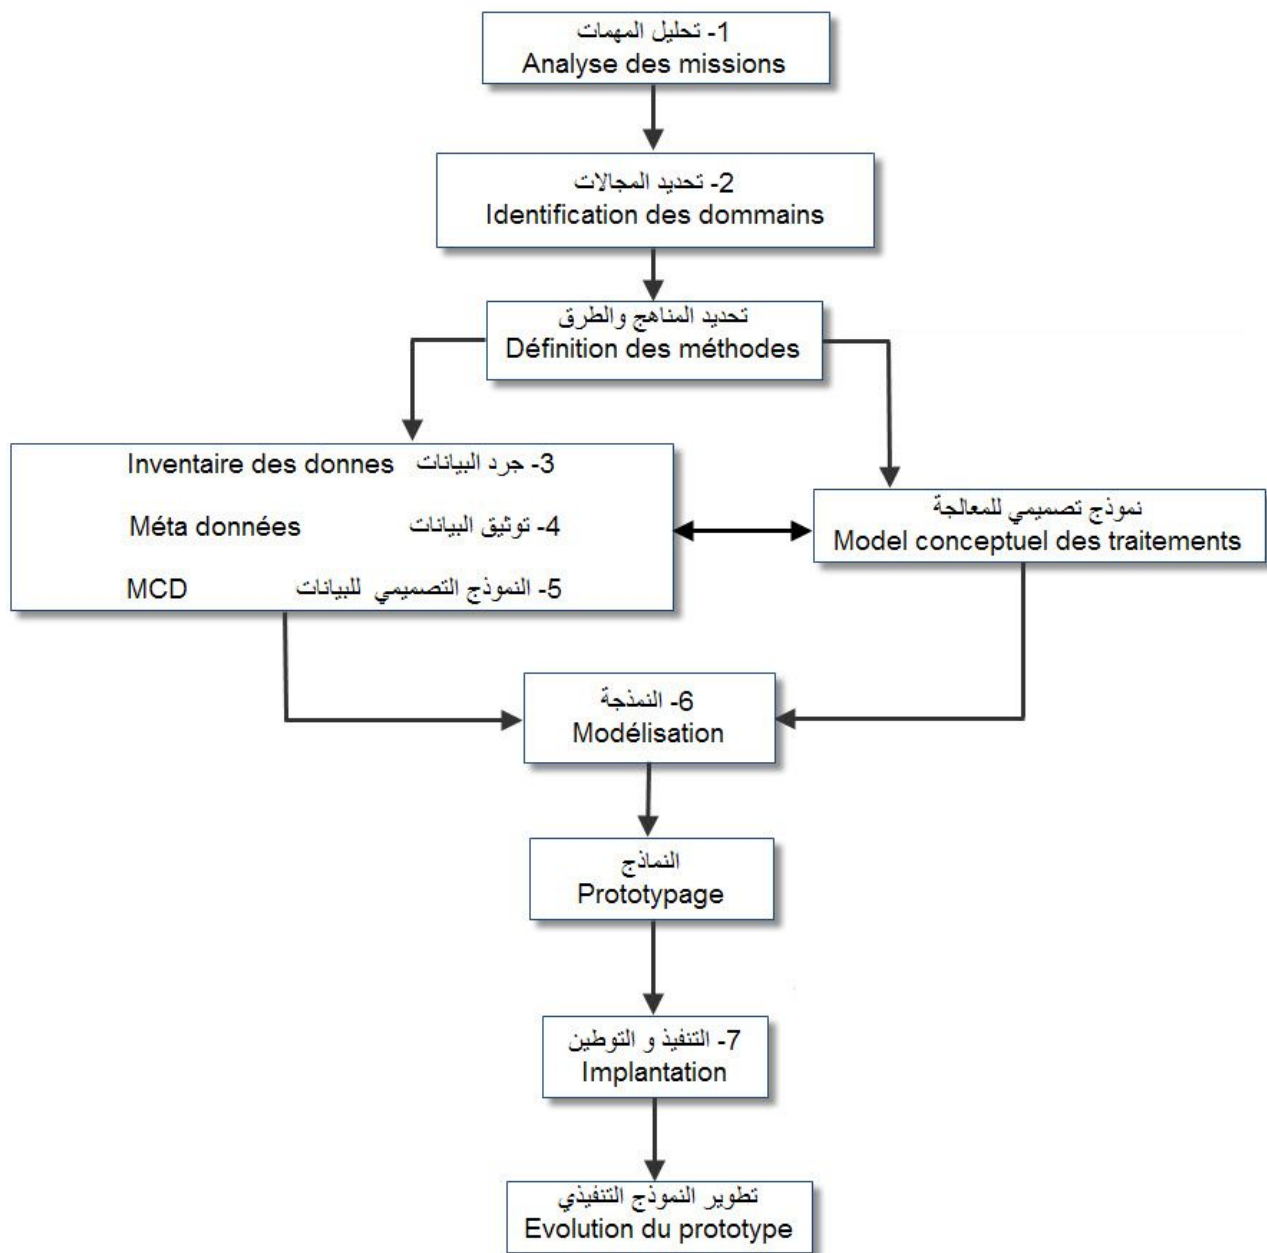 1- تحليل المهمات
Analyse des missions
2- تحديد المجالات
Identification des dommains
تحديد المناهج والطرق
Définition des méthodes
3- جرد البيانات Inventaire des donnes
4- توثيق البيانات Méta données
5- النموذج التصميمي للبيانات MCD
نموذج تصميمي للمعالجة
Model conceptuel des traitements
6- النمذجة
Modélisation
النماذج
Prototypage
7- التنفيذ و التوطين
Implantation
تطوير النموذج التنفيذي
Evolution du prototype